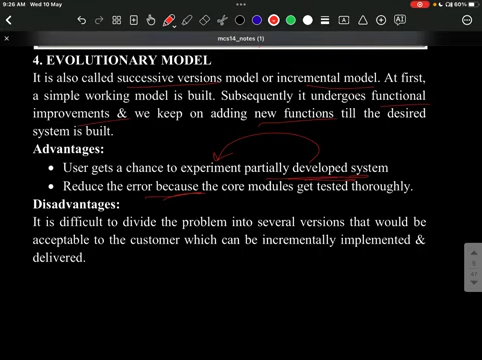 9:26 AM Wed 10 May
60%
mcs14_notes (1)
4. EVOLUTIONARY MODEL
It is also called successive versions model or incremental model. At first,
a simple working model is built. Subsequently it undergoes functional
improvements & we keep on adding new functions till the desired
system is built.
Advantages:
• User gets a chance to experiment partially developed system
• Reduce the error because the core modules get tested thoroughly.
Disadvantages:
It is difficult to divide the problem into several versions that would be
acceptable to the customer which can be incrementally implemented &
delivered.